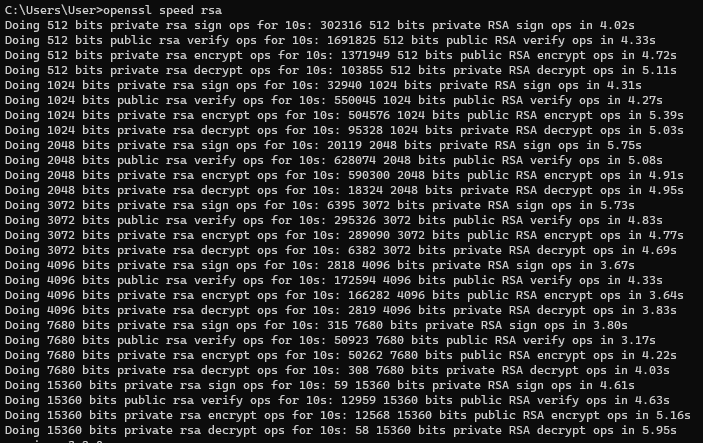 C:\Users\User>openssl speed rsa
Doing 512 bits private rsa sign ops for 10s: 302316 512 bits private RSA sign ops in 4.02s
Doing 512 bits public rsa verify ops for 10s: 1691825 512 bits public RSA verify ops in 4.33s
Doing 512 bits private rsa encrypt ops for 10s: 1371949 512 bits public RSA encrypt ops in 4.72s
Doing 512 bits private rsa decrypt ops for 10s: 103855 512 bits private RSA decrypt ops in 5.11s
Doing 1024 bits private rsa sign ops for 10s: 32940 1024 bits private RSA sign ops in 4.31s
Doing 1024 bits public rsa verify ops for 10s: 550045 1024 bits public RSA verify ops in 4.27s
Doing 1024 bits private rsa encrypt ops for 10s: 504576 1024 bits public RSA encrypt ops in 5.39s
Doing 1024 bits private rsa decrypt ops for 10s: 95328 1024 bits private RSA decrypt ops in 5.03s
Doing 2048 bits private rsa sign ops for 10s: 20119 2048 bits private RSA sign ops in 5.75s
Doing 2048 bits public rsa verify ops for 10s: 628074 2048 bits public RSA verify ops in 5.08s
Doing 2048 bits private rsa encrypt ops for 10s: 590300 2048 bits public RSA encrypt ops in 4.91s
Doing 2048 bits private rsa decrypt ops for 10s: 18324 2048 bits private RSA decrypt ops in 4.95s
Doing 3072 bits private rsa sign ops for 10s: 6395 3072 bits private RSA sign ops in 5.73s
Doing 3072 bits public rsa verify ops for 10s: 295326 3072 bits public RSA verify ops in 4.83s
Doing 3072 bits private rsa encrypt ops for 10s: 289090 3072 bits public RSA encrypt ops in 4.77s
Doing 3072 bits private rsa decrypt ops for 10s: 6382 3072 bits private RSA decrypt ops in 4.69s
Doing 4096 bits private rsa sign ops for 10s: 2818 4096 bits private RSA sign ops in 3.67s
Doing 4096 bits public rsa verify ops for 10s: 172594 4096 bits public RSA verify ops in 4.33s
Doing 4096 bits private rsa encrypt ops for 10s: 166282 4096 bits public RSA encrypt ops in 3.64s
Doing 4096 bits private rsa decrypt ops for 10s: 2819 4096 bits private RSA decrypt ops in 3.83s
Doing 7680 bits private rsa sign ops for 10s: 315 7680 bits private RSA sign ops in 3.80s
Doing 7680 bits public rsa verify ops for 10s: 50923 7680 bits public RSA verify ops in 3.17s
Doing 7680 bits private rsa encrypt ops for 10s: 50262 7680 bits public RSA encrypt ops in 4.22s
Doing 7680 bits private rsa decrypt ops for 10s: 308 7680 bits private RSA decrypt ops in 4.03s
Doing 15360 bits private rsa sign ops for 10s: 59 15360 bits private RSA sign ops in 4.61s
Doing 15360 bits public rsa verify ops for 10s: 12959 15360 bits public RSA verify ops in 4.63s
Doing 15360 bits private rsa encrypt ops for 10s: 12568 15360 bits public RSA encrypt ops in 5.16s
Doing 15360 bits private rsa decrypt ops for 10s: 58 15360 bits private RSA decrypt ops in 5.95s